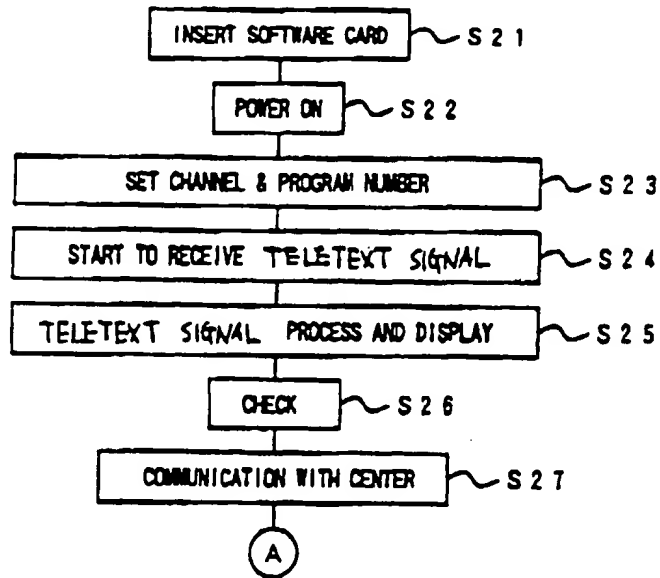 INSERT SOFTWARE CARD S21
POWER ON S22
SET CHANNEL & PROGRAM NUMBER S23
START TO RECEIVE TELETEXT SIGNAL S24
TELETEXT SIGNAL PROCESS AND DISPLAY S25
CHECK S26
COMMUNICATION WITH CENTER S27
A